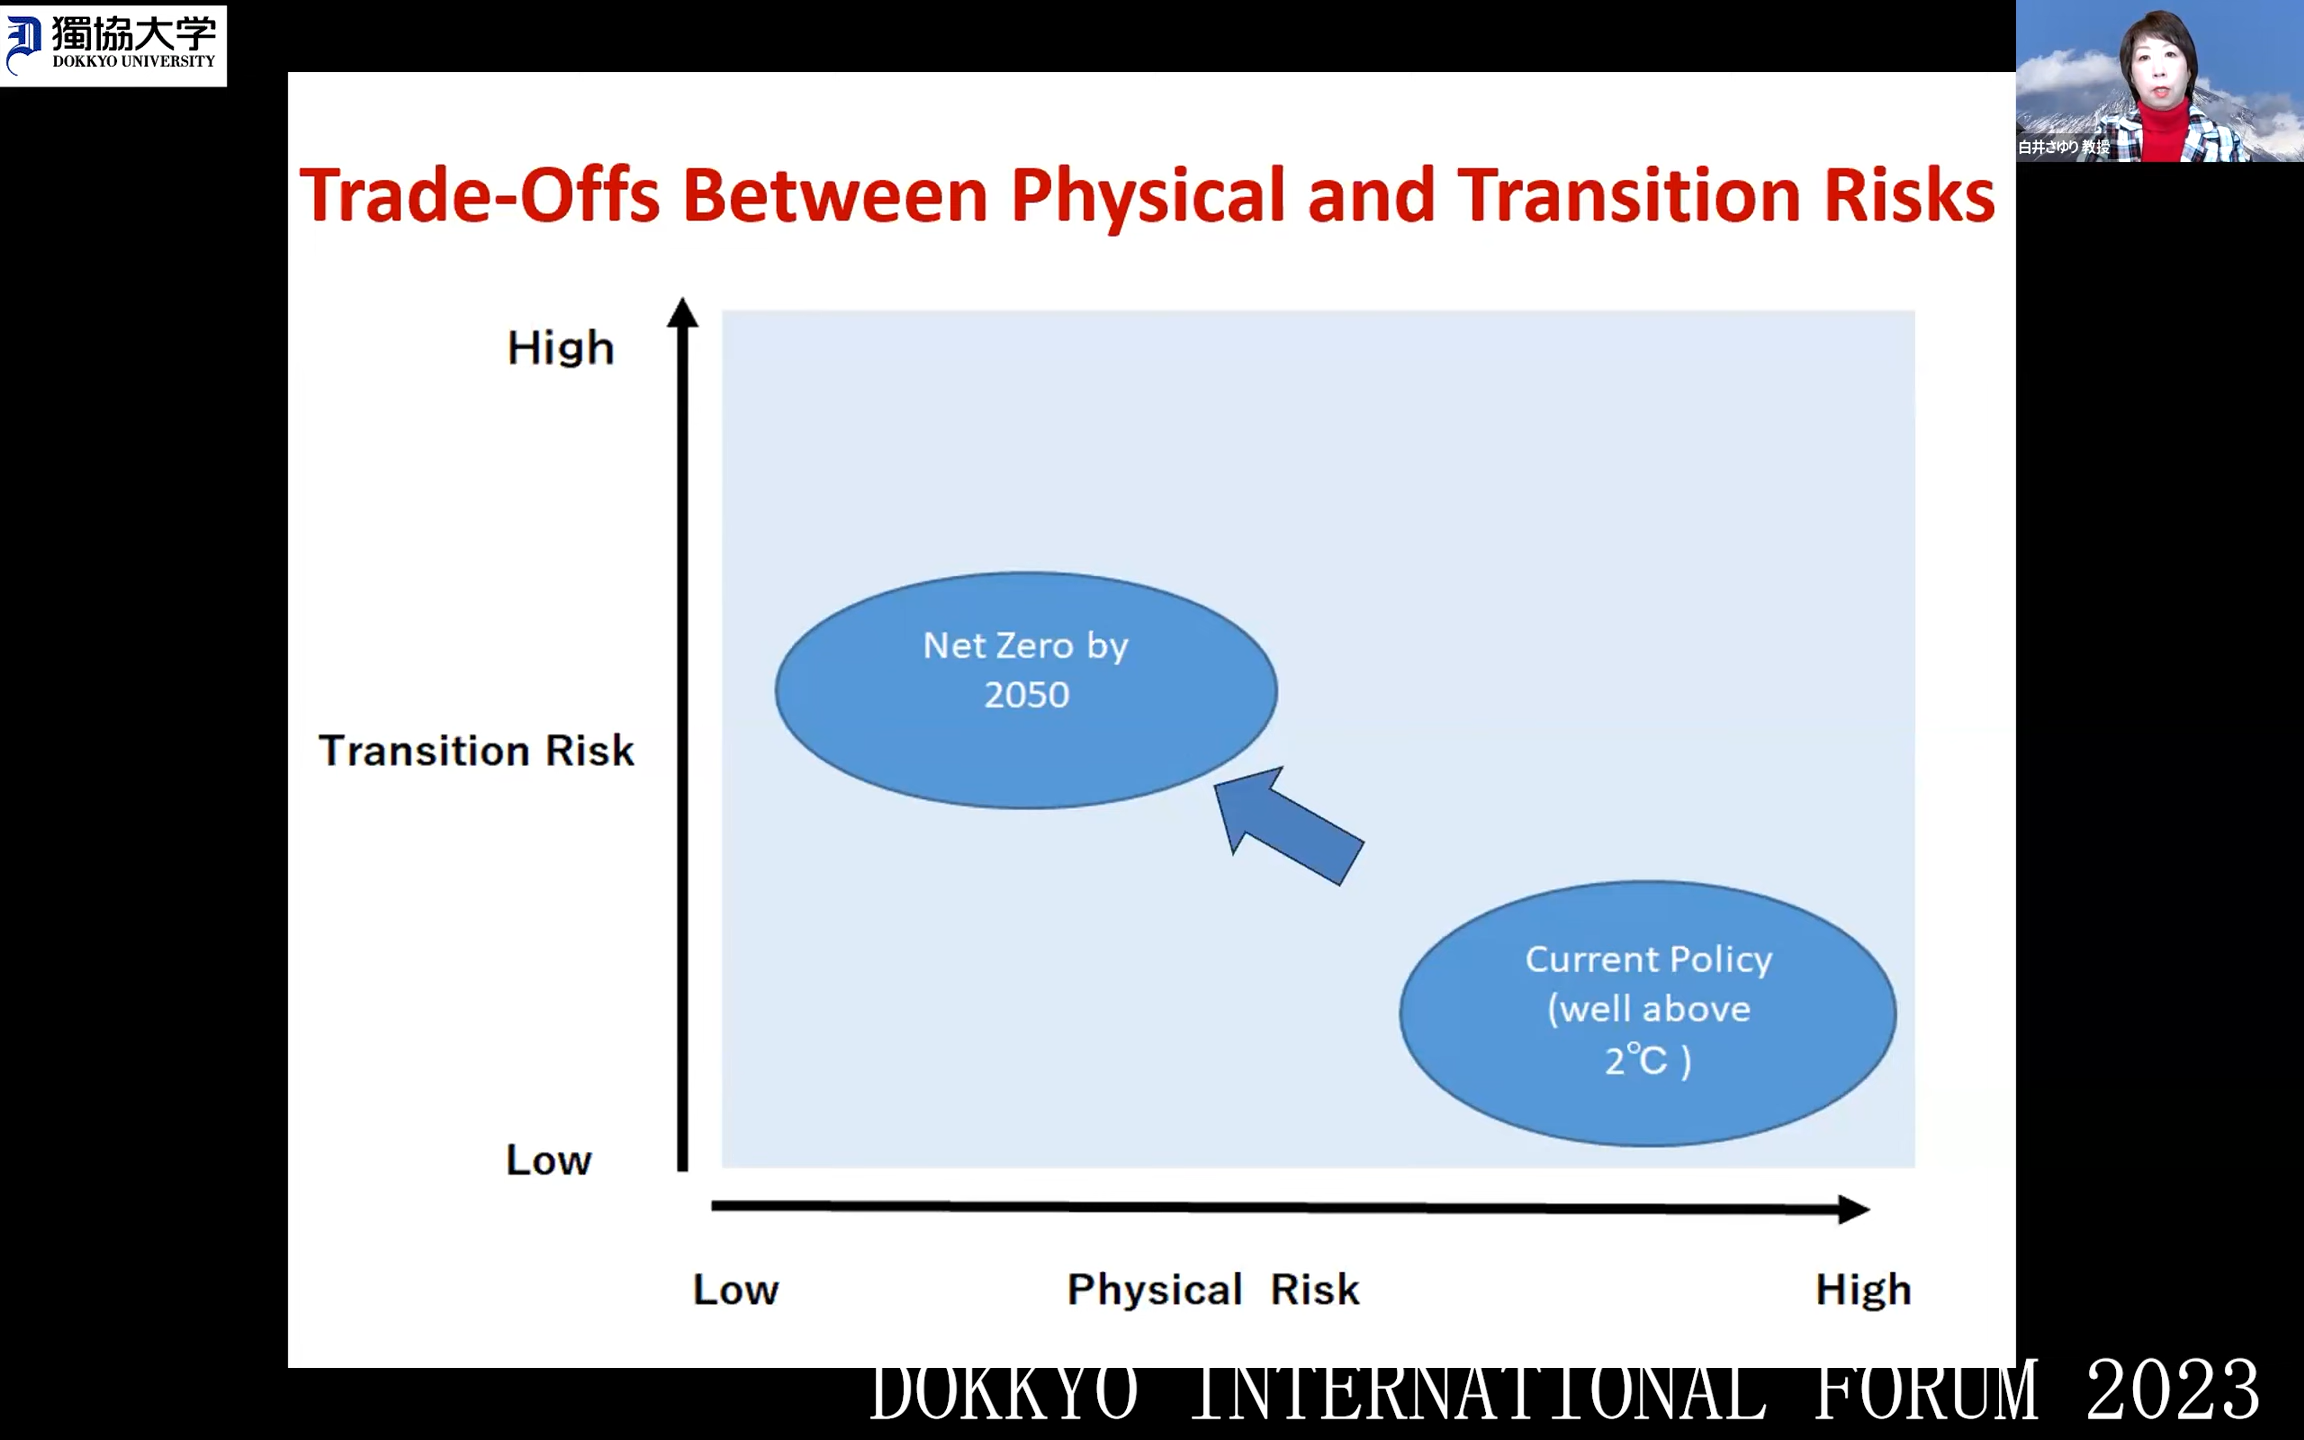 獨協大学
DOKKYO UNIVERSITY
白井さゆり 教授
Trade-Offs Between Physical and Transition Risks
High
Net Zero by
2050
Transition Risk
Current Policy
(well above
2℃ )
Low
Low
Physical Risk
High
DOKKYO INTERNATIONAL FORUM 2023